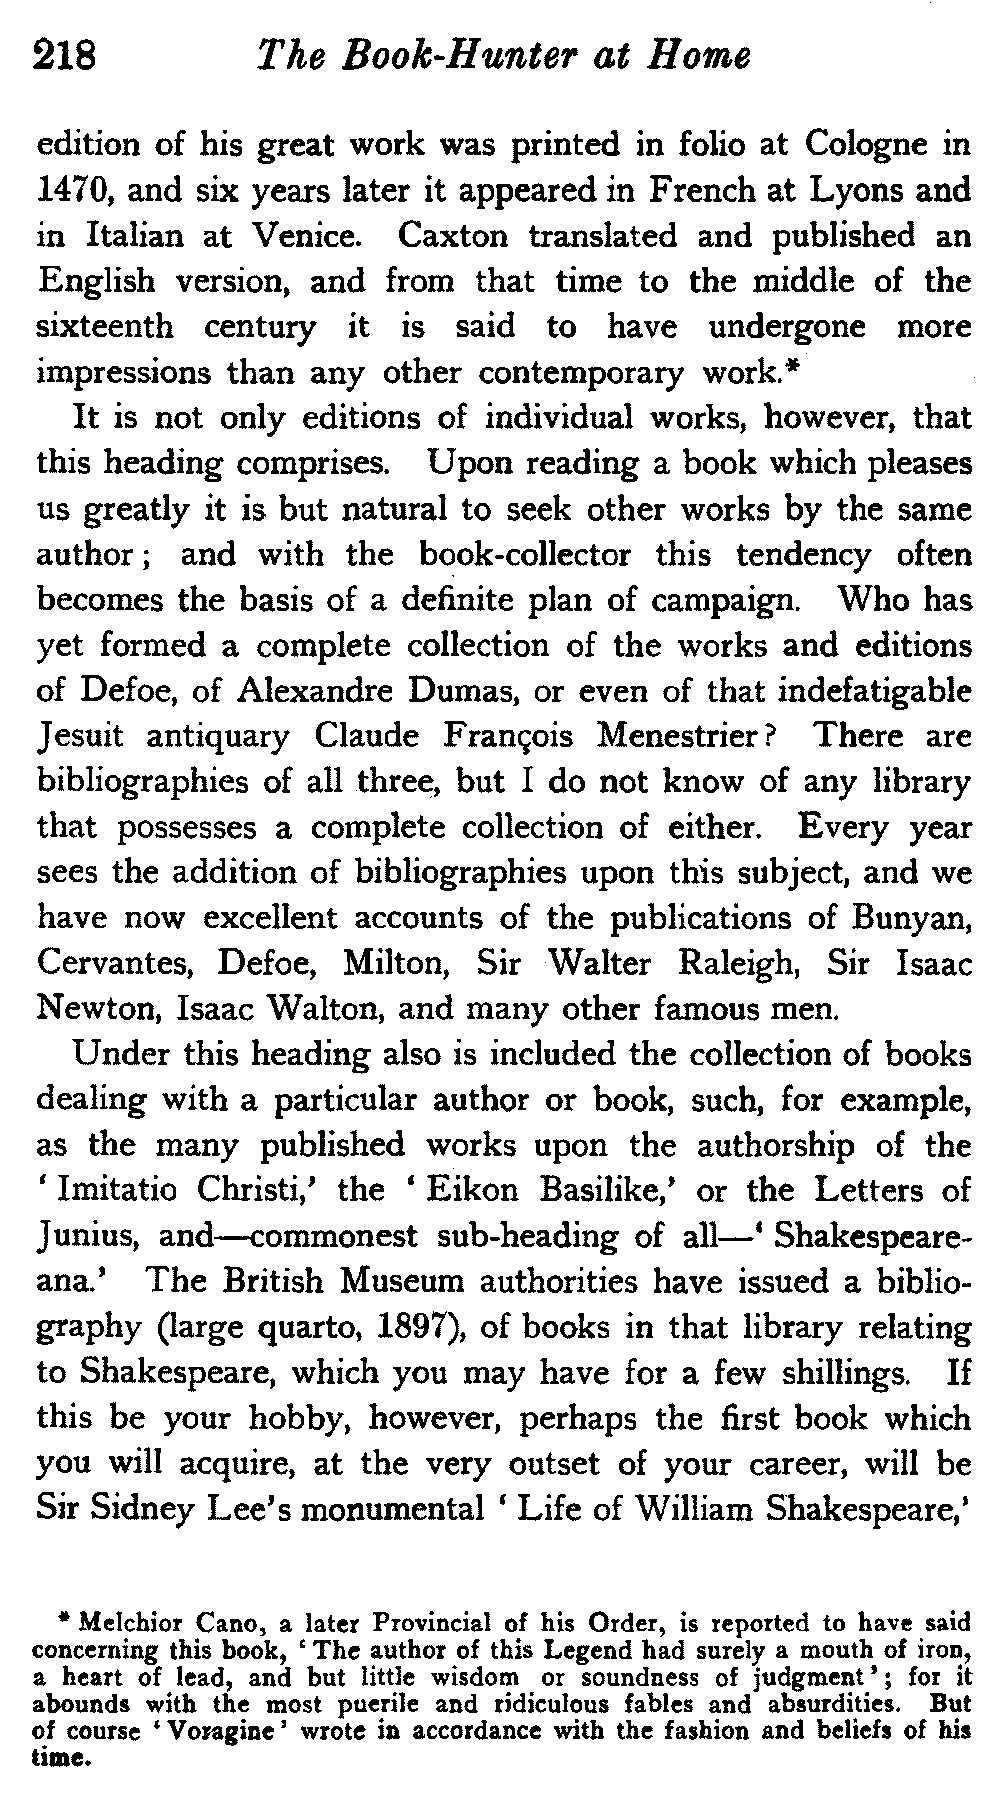 218 The Book-Hunter at Home
edition of his great work was printed in folio at Cologne in
1470, and six years later it appeared in French at Lyons and
in Italian at Venice. Caxton translated and published an
English version, and from that time to the middle of the
sixteenth century it is said to have undergone more
impressions than any other contemporary work.*
It is not only editions of individual works, however, that
this heading comprises. Upon reading a book which pleases
us greatly it is but natural to seek other works by the same
author; and with the book-collector this tendency often
becomes the basis of a definite plan of campaign. Who has
yet formed a complete collection of the works and editions
of Defoe, of Alexandre Dumas, or even of that indefatigable
Jesuit antiquary Claude François Menestrier? There are
bibliographies of all three, but I do not know of any library
that possesses a complete collection of either. Every year
sees the addition of bibliographies upon this subject, and we
have now excellent accounts of the publications of Bunyan,
Cervantes, Defoe, Milton, Sir Walter Raleigh, Sir Isaac
Newton, Isaac Walton, and many other famous men.
Under this heading also is included the collection of books
dealing with a particular author or book, such, for example,
as the many published works upon the authorship of the
‘Imitatio Christi,’ the ‘Eikon Basilike,’ or the Letters of
Junius, and—commonest sub-heading of all—‘Shakespeare-
ana.’ The British Museum authorities have issued a biblio-
graphy (large quarto, 1897), of books in that library relating
to Shakespeare, which you may have for a few shillings. If
this be your hobby, however, perhaps the first book which
you will acquire, at the very outset of your career, will be
Sir Sidney Lee’s monumental ‘Life of William Shakespeare,’
* Melchior Cano, a later Provincial of his Order, is reported to have said
concerning this book, ‘The author of this Legend had surely a mouth of iron,
a heart of lead, and but little wisdom or soundness of judgment’; for it
abounds with the most puerile and ridiculous fables and absurdities. But
of course ‘Voragine’ wrote in accordance with the fashion and beliefs of his
time.